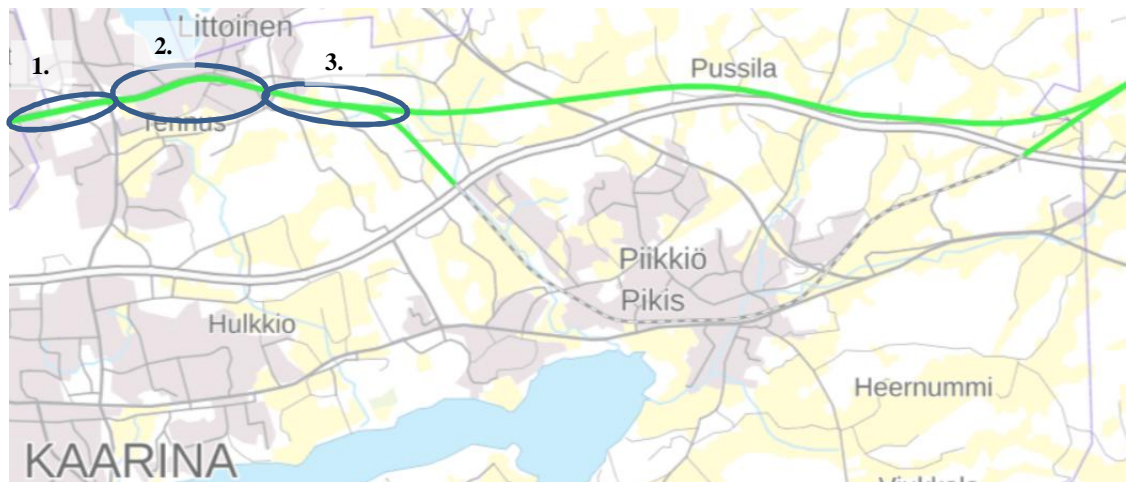 Littoinen
1.
2.
3.
Tennus
Pussila
Piikkiö
Pikis
Hulkkio
Heernummi
KAARINA